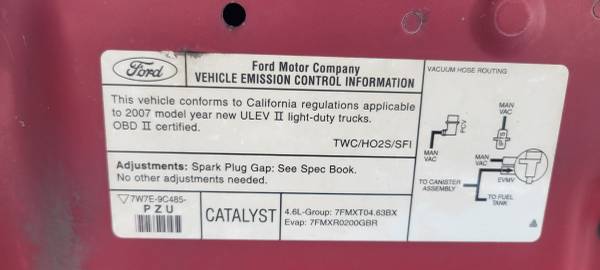 Ford
Ford Motor Company
VEHICLE EMISSION CONTROL INFORMATION
This vehicle conforms to California regulations applicable
to 2007 model year new ULEV II light-duty trucks.
OBD II certified.
TWC/HO2S/SFI
Adjustments: Spark Plug Gap: See Spec Book.
No other adjustments needed.
7W7E-9C485-
PZU
CATALYST
4.6L-Group: 7FMXT04.63BX
Evap: 7FMXR0200GBR
VACUUM HOSE ROUTING
MAN
VAC
PCV
MAN
VAC
MAN
VAC
TO CANISTER
ASSEMBLY
EVMV
TO FUEL
TANK